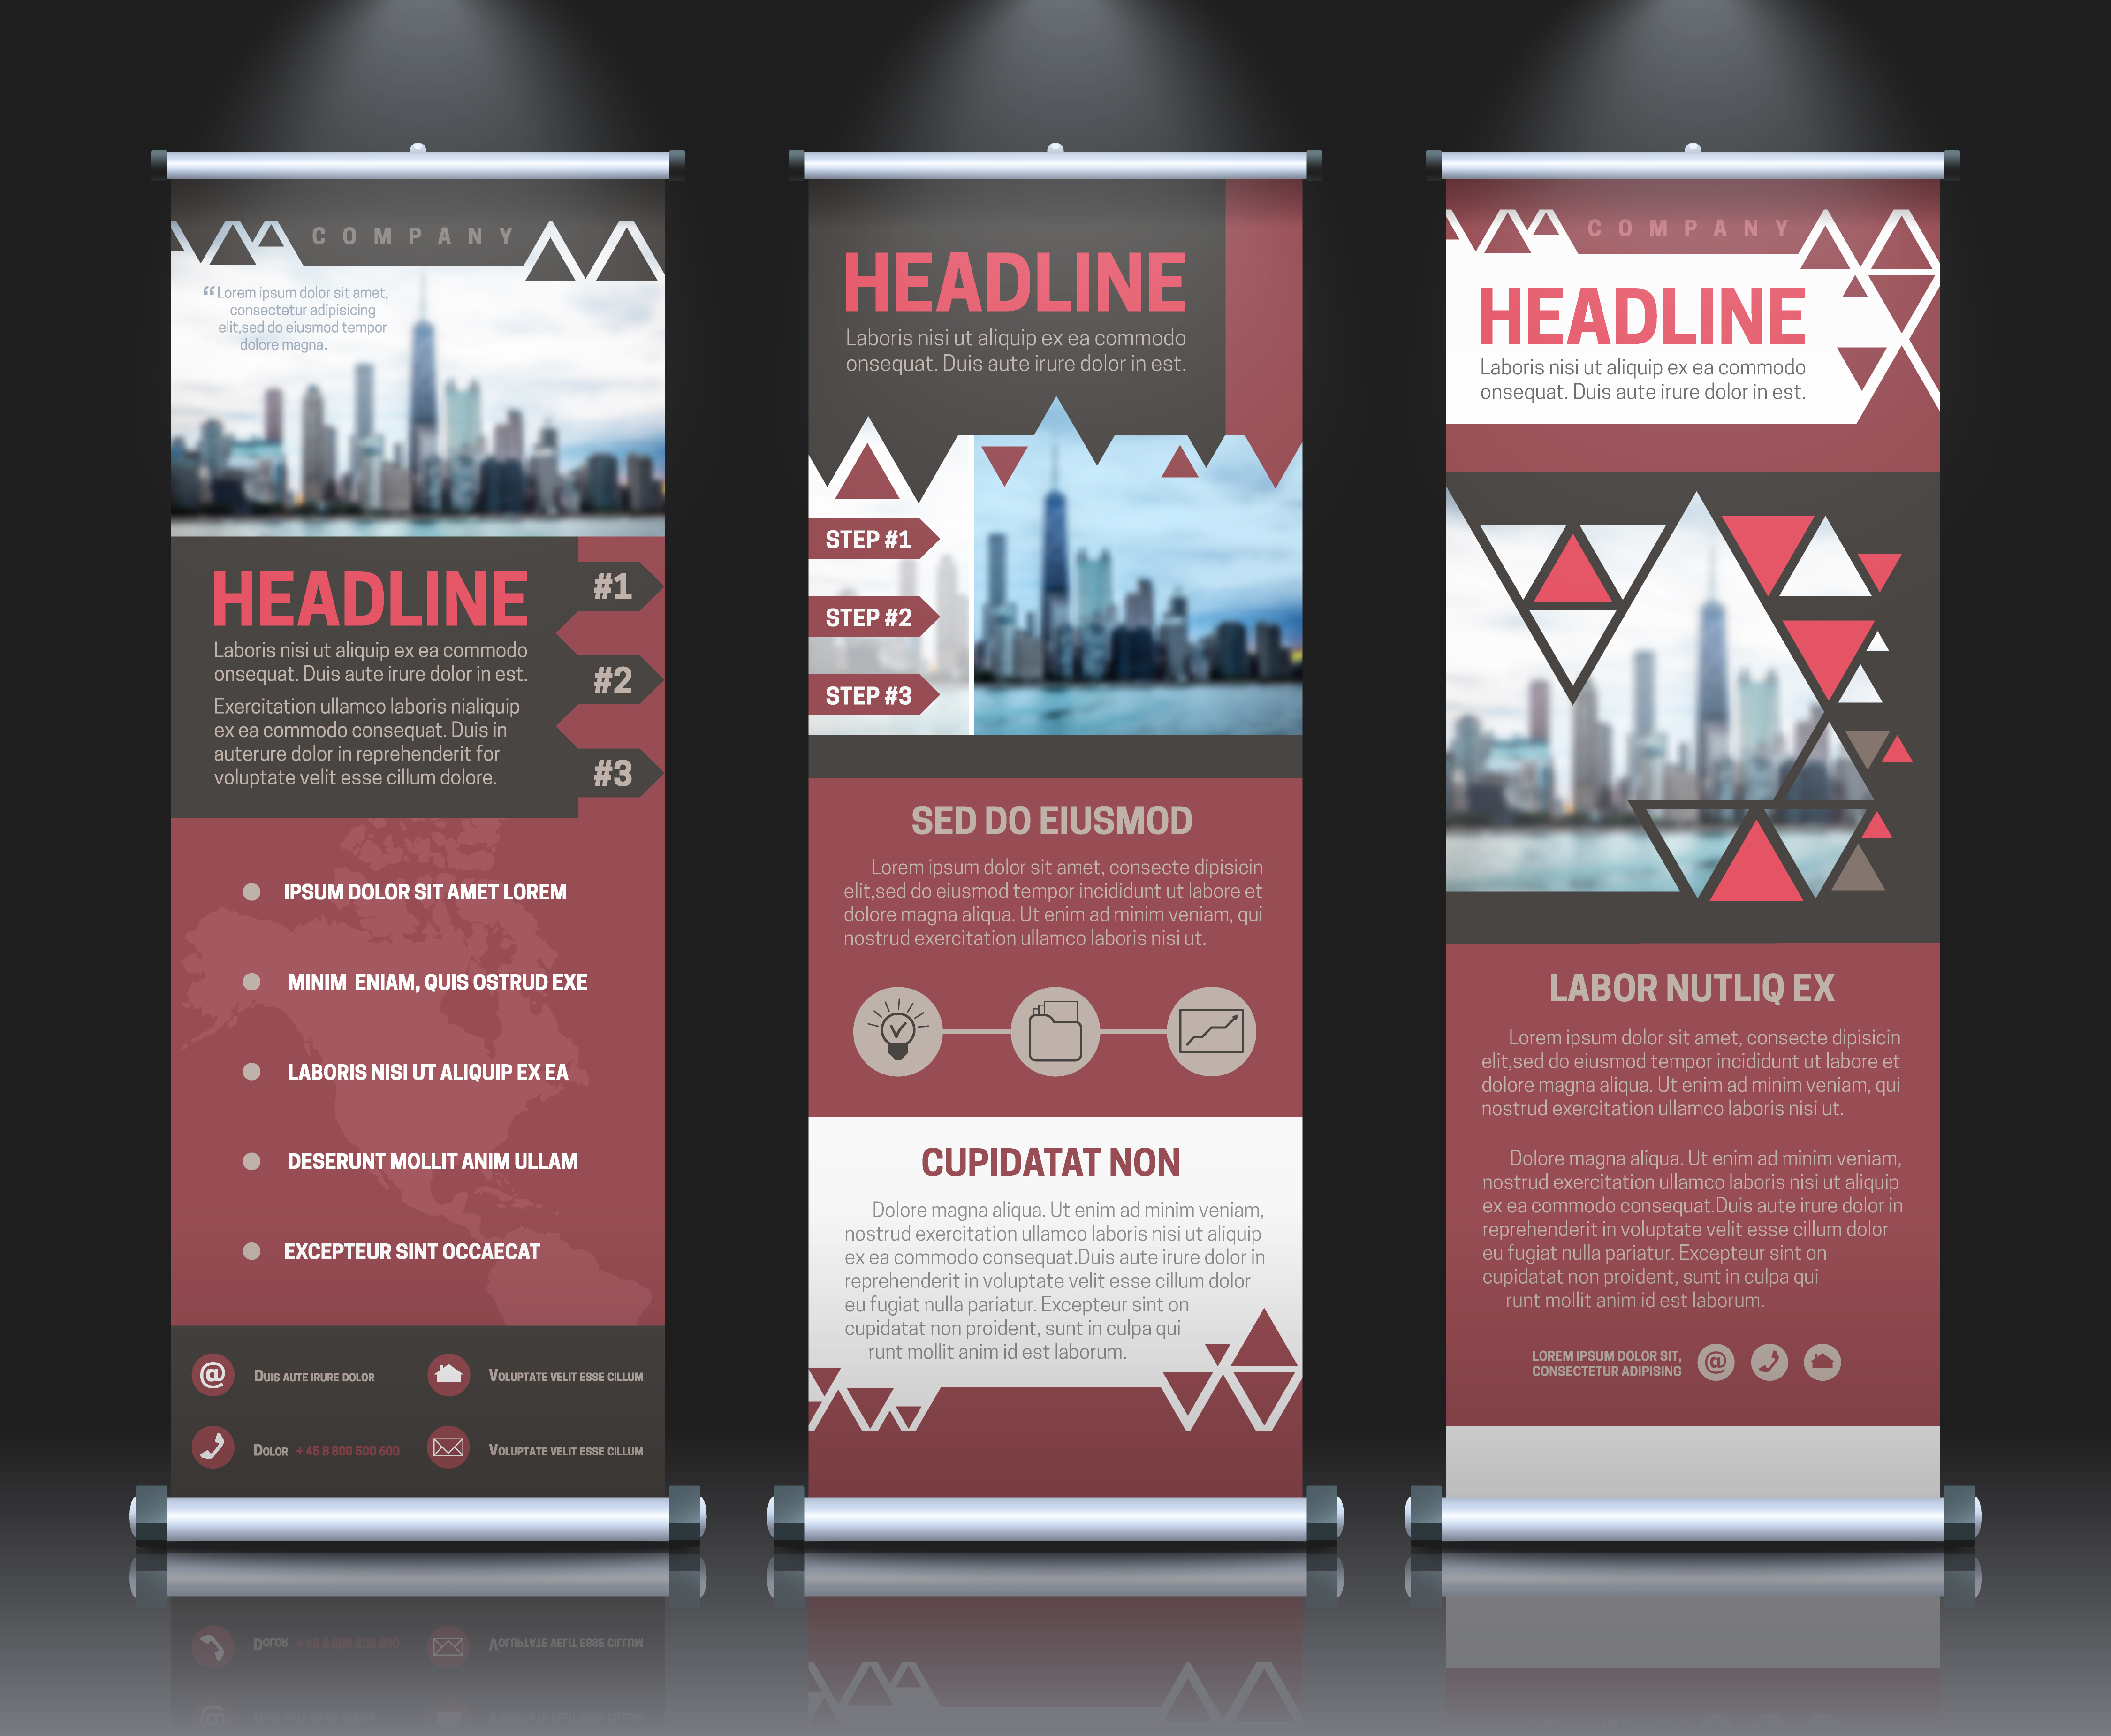 COMPANY
“Lorem ipsum dolor sit amet,
consectetur adipisicing
elit,sed do eiusmod tempor
dolore magna.
HEADLINE
Laboris nisi ut aliquip ex ea commodo
onsequat. Duis aute irure dolor in est.
Exercitation ullamco laboris nialiquip
ex ea commodo consequat. Duis in
auterure dolor in reprehenderit for
voluptate velit esse cillum dolore.
#1
#2
#3
IPSUM DOLOR SIT AMET LOREM
MINIM ENIAM, QUIS OSTRUD EXE
LABORIS NISI UT ALIQUIP EX EA
DESERUNT MOLLIT ANIM ULLAM
EXCEPTEUR SINT OCCAECAT
@ DUIS AUTE IRURE DOLOR
VOLUPTATE VELIT ESSE CILLUM
DOLOR + 45 8 800 500 600
VOLUPTATE VELIT ESSE CILLUM
HEADLINE
Laboris nisi ut aliquip ex ea commodo
onsequat. Duis aute irure dolor in est.
STEP #1
STEP #2
STEP #3
SED DO EIUSMOD
Lorem ipsum dolor sit amet, consecte dipisicin
elit,sed do eiusmod tempor incididunt ut labore et
dolore magna aliqua. Ut enim ad minim veniam, qui
nostrud exercitation ullamco laboris nisi ut.
CUPIDATAT NON
Dolore magna aliqua. Ut enim ad minim veniam,
nostrud exercitation ullamco laboris nisi ut aliquip
ex ea commodo consequat.Duis aute irure dolor in
reprehenderit in voluptate velit esse cillum dolor
eu fugiat nulla pariatur. Excepteur sint on
cupidatat non proident, sunt in culpa qui
runt mollit anim id est laborum.
COMPANY
HEADLINE
Laboris nisi ut aliquip ex ea commodo
onsequat. Duis aute irure dolor in est.
LABOR NUTLIQ EX
Lorem ipsum dolor sit amet, consecte dipisicin
elit,sed do eiusmod tempor incididunt ut labore et
dolore magna aliqua. Ut enim ad minim veniam, qui
nostrud exercitation ullamco laboris nisi ut.
Dolore magna aliqua. Ut enim ad minim veniam,
nostrud exercitation ullamco laboris nisi ut aliquip
ex ea commodo consequat.Duis aute irure dolor in
reprehenderit in voluptate velit esse cillum dolor
eu fugiat nulla pariatur. Excepteur sint on
cupidatat non proident, sunt in culpa qui
runt mollit anim id est laborum.
LOREM IPSUM DOLOR SIT,
CONSECTETUR ADIPISING @